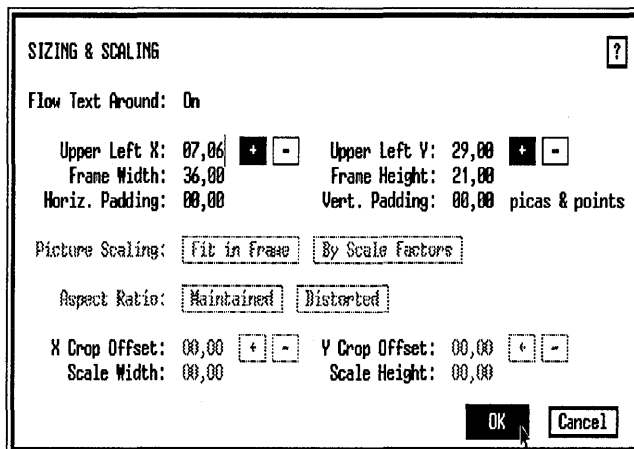 SIZING & SCALING ?
Flow Text Around: On
Upper Left X: 07,06 + - Upper Left Y: 29,00 + -
Frame Width: 36,00 Frame Height: 21,00
Horiz. Padding: 00,00 Vert. Padding: 00,00 picas & points
Picture Scaling: Fit in Frame By Scale Factors
Aspect Ratio: Maintained Distorted
X Crop Offset: 00,00 + - Y Crop Offset: 00,00 + -
Scale Width: 00,00 Scale Height: 00,00
OK Cancel